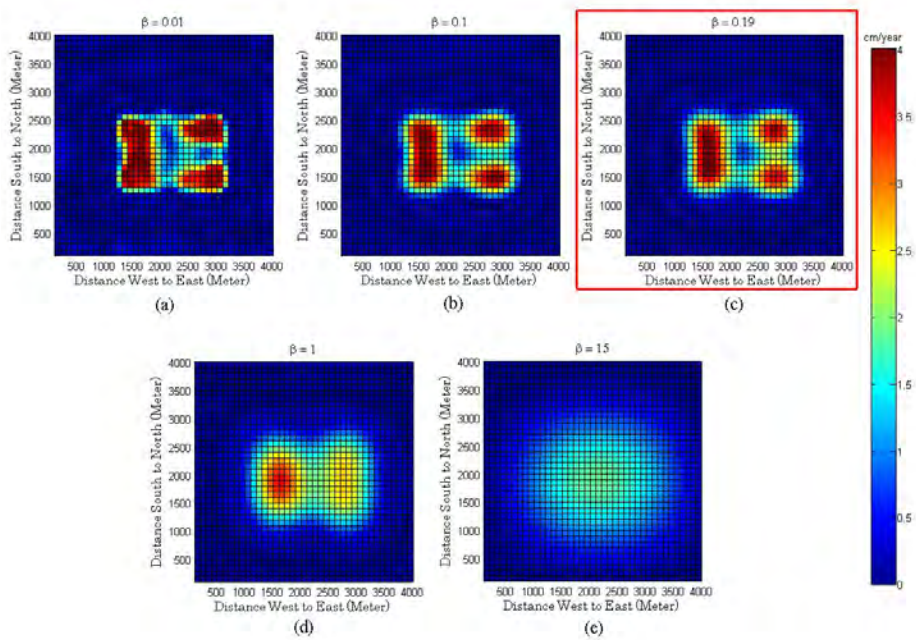 β = 0.01
β = 0.1
β = 0.19
cm/year
4000
3500
3000
2500
2000
1500
1000
500
Distance South to North (Meter)
500 1000 1500 2000 2500 3000 3500 4000
Distance West to East (Meter)
(a)
4000
3500
3000
2500
2000
1500
1000
500
Distance South to North (Meter)
500 1000 1500 2000 2500 3000 3500 4000
Distance West to East (Meter)
(b)
4000
3500
3000
2500
2000
1500
1000
500
Distance South to North (Meter)
500 1000 1500 2000 2500 3000 3500 4000
Distance West to East (Meter)
(c)
4
3.5
3
2.5
2
1.5
1
0.5
0
β = 1
β = 15
4000
3500
3000
2500
2000
1500
1000
500
Distance South to North (Meter)
500 1000 1500 2000 2500 3000 3500 4000
Distance West to East (Meter)
(d)
4000
3500
3000
2500
2000
1500
1000
500
Distance South to North (Meter)
500 1000 1500 2000 2500 3000 3500 4000
Distance West to East (Meter)
(e)